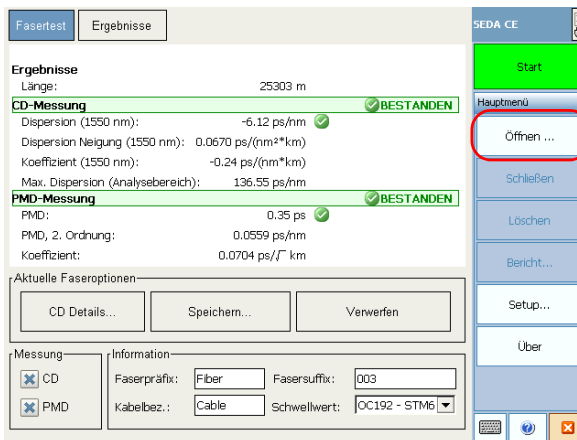 Fasertest Ergebnisse
SEDA CE
Start
Hauptmenü
Öffnen ...
Schließen
Löschen
Bericht...
Setup...
Über
Ergebnisse
Länge: 25303 m
CD-Messung BESTANDEN
Dispersion (1550 nm): -6.12 ps/nm
Dispersion Neigung (1550 nm): 0.0670 ps/(nm²*km)
Koeffizient (1550 nm): -0.24 ps/(nm*km)
Max. Dispersion (Analysebereich): 136.55 ps/nm
PMD-Messung BESTANDEN
PMD: 0.35 ps
PMD, 2. Ordnung: 0.0559 ps/nm
Koeffizient: 0.0704 ps/√ km
Aktuelle Faseroptionen
CD Details... Speichern... Verwerfen
Messung
CD
PMD
Information
Faserpräfix: Fiber Fasersuffix: 003
Kabelbez.: Cable Schwellwert: OC192 - STM6